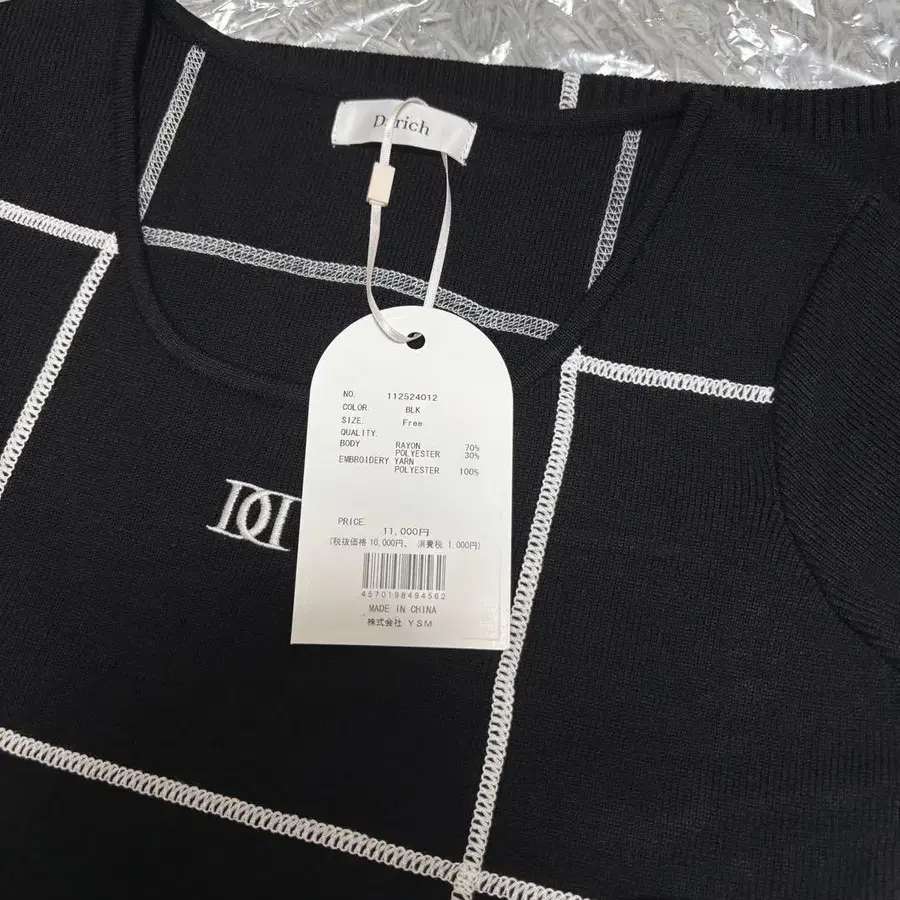 Darich
NO. 112524012
COLOR. BLK
SIZE. Free
QUALITY.
BODY RAYON 70%
POLYESTER 30%
EMBROIDERY YARN
POLYESTER 100%
PRICE. 11,000円
(税抜価格 10,000円、 消費税 1,000円)
4570198494562
MADE IN CHINA
株式会社 YSM